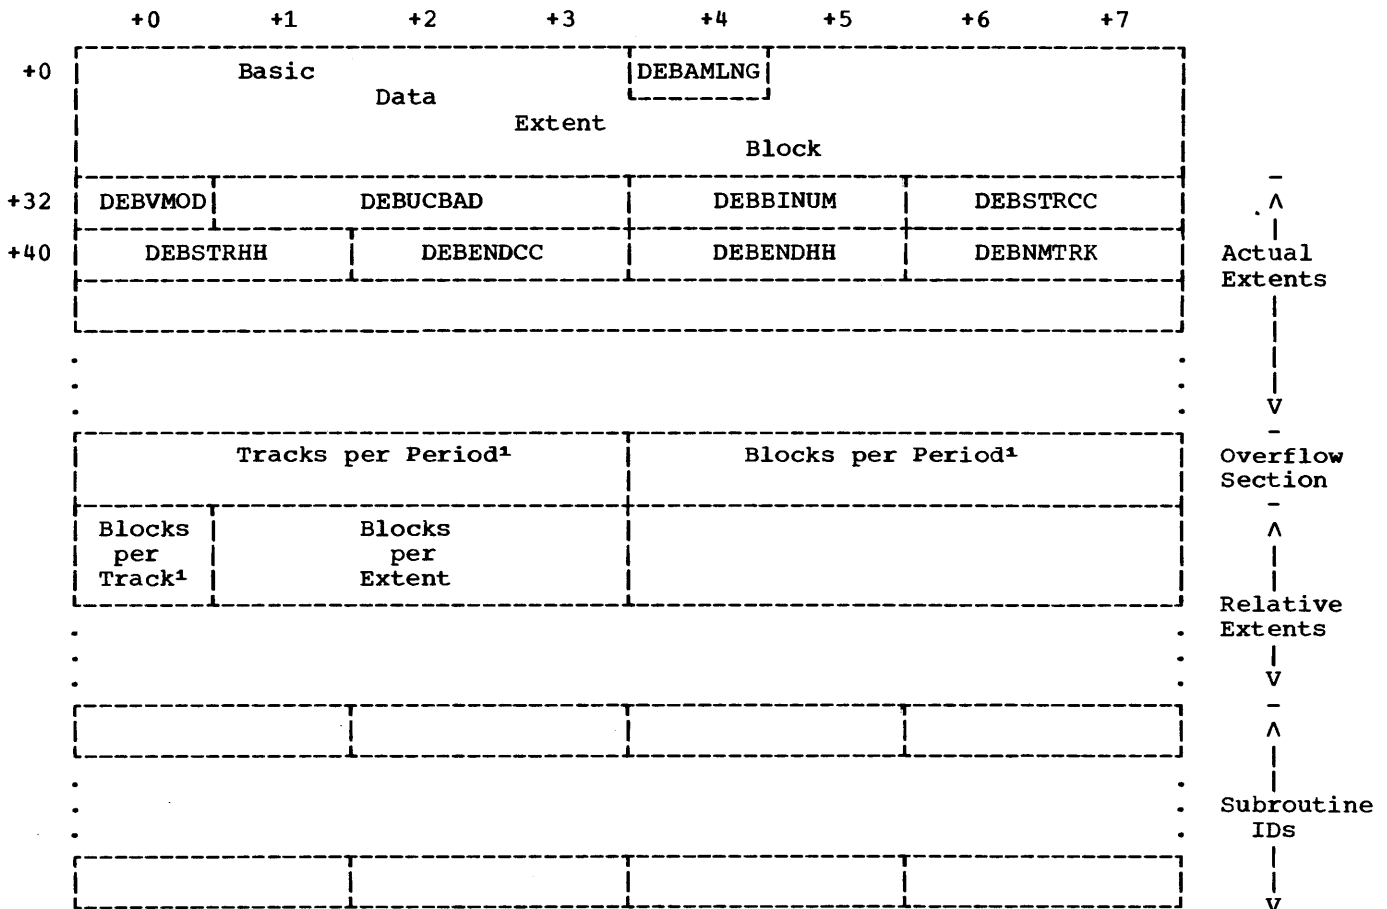 +0 +1 +2 +3 +4 +5 +6 +7
+0 Basic DEBAMLNG
Data
Extent
Block
+32 DEBVMOD DEBUCBAD DEBBINUM DEBSTRCC
+40 DEBSTRHH DEBENDCC DEBENDHH DEBNMTRK Actual
Extents
Tracks per Period¹ Blocks per Period¹ Overflow
Section
Blocks Blocks
per per
Track¹ Extent
Relative
Extents
Subroutine
IDs